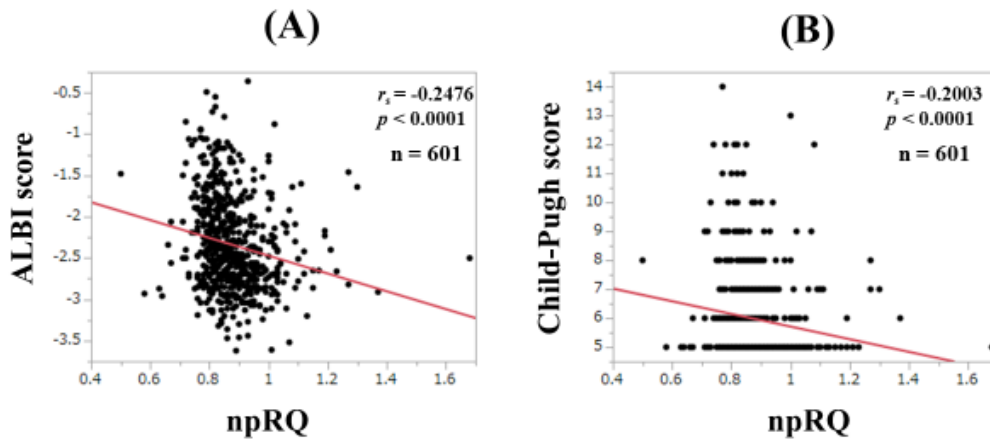 (A)
ALBI score
-0.5
-1
-1.5
-2
-2.5
-3
-3.5
r_s = -0.2476
p < 0.0001
n = 601
0.4 0.6 0.8 1 1.2 1.4 1.6
npRQ
(B)
Child-Pugh score
14
13
12
11
10
9
8
7
6
5
r_s = -0.2003
p < 0.0001
n = 601
0.4 0.6 0.8 1 1.2 1.4 1.6
npRQ